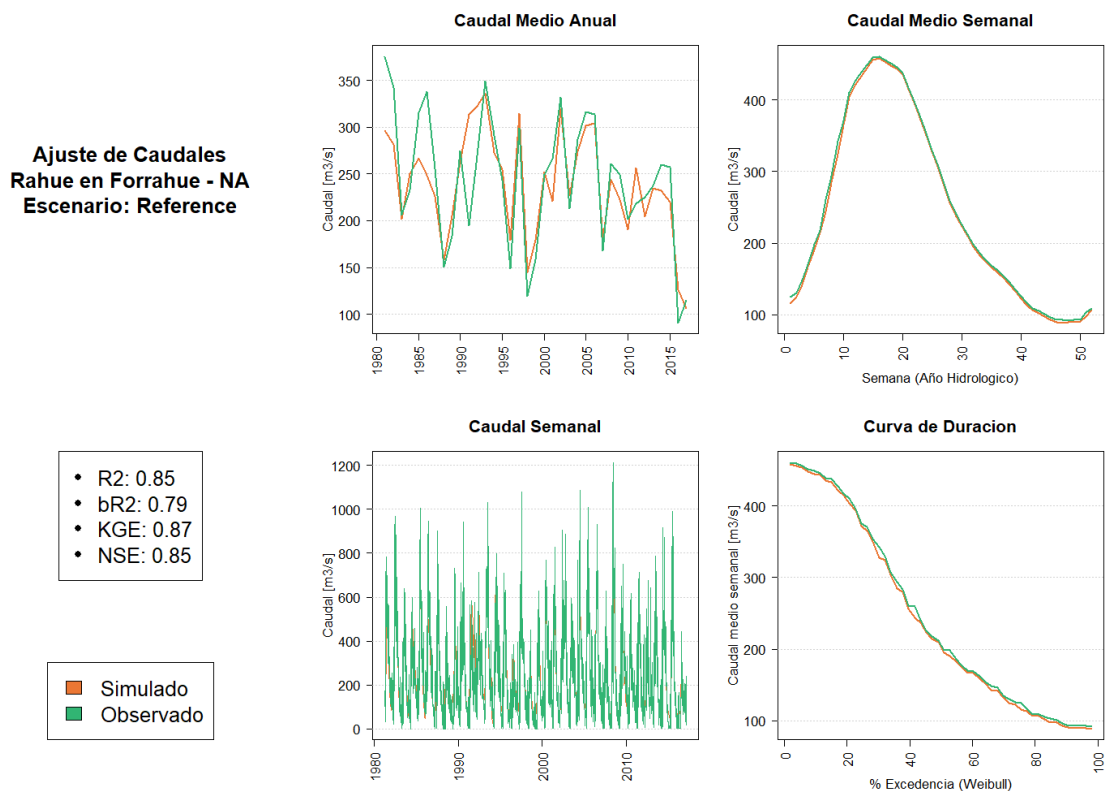 Ajuste de Caudales
Rahue en Forrahue - NA
Escenario: Reference
Caudal Medio Anual
Caudal [m3/s]
350
300
250
200
150
100
1980
1985
1990
1995
2000
2005
2010
2015
Caudal Medio Semanal
Caudal [m3/s]
400
300
200
100
0
10
20
30
40
50
Semana (Año Hidrologico)
R2: 0.85
bR2: 0.79
KGE: 0.87
NSE: 0.85
Simulado
Observado
Caudal Semanal
Caudal [m3/s]
1200
1000
800
600
400
200
0
1980
1990
2000
2010
Curva de Duracion
Caudal medio semanal [m3/s]
400
300
200
100
0
20
40
60
80
100
% Excedencia (Weibull)